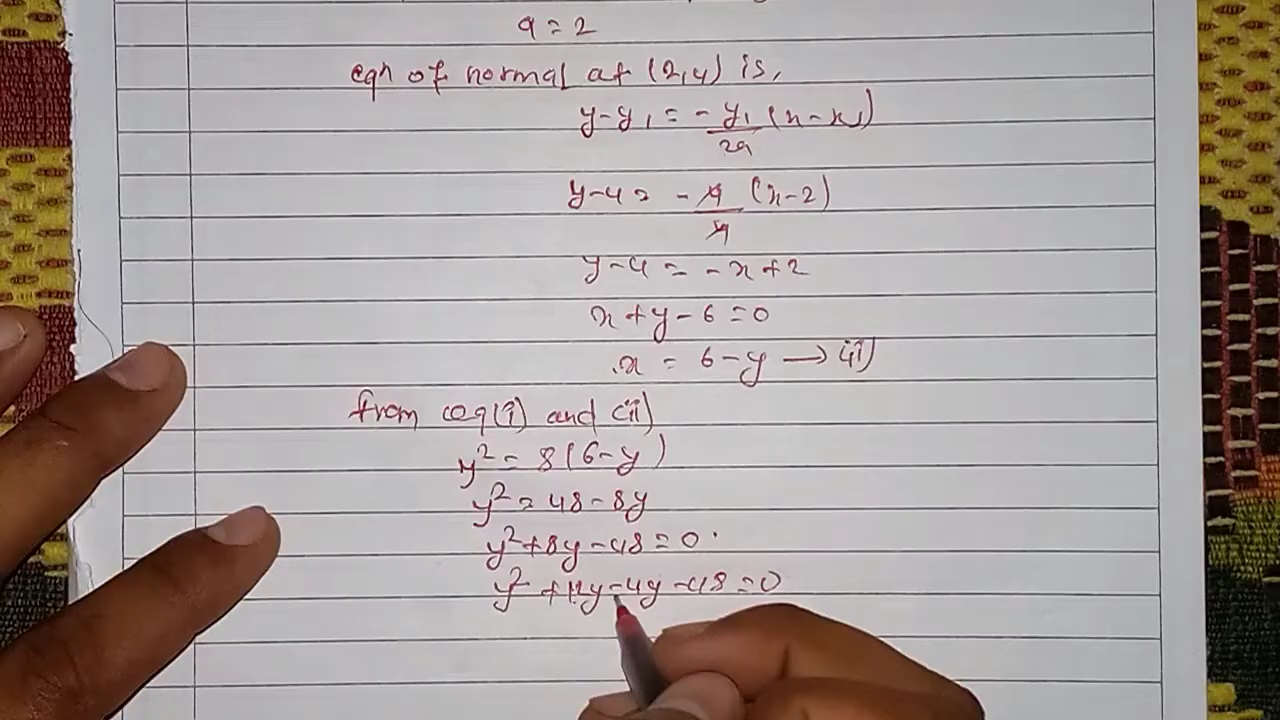 a = 2
eqn of normal at (2,4) is,
y-y₁ = -y₁/2a (x-x₁)
y-4 = -4/4 (x-2)
y-4 = -x+2
x+y-6=0
x = 6-y → (ii)
from eq(i) and (ii)
y² = 8(6-y)
y² = 48-8y
y²+8y-48=0
y²+12y-4y-48=0